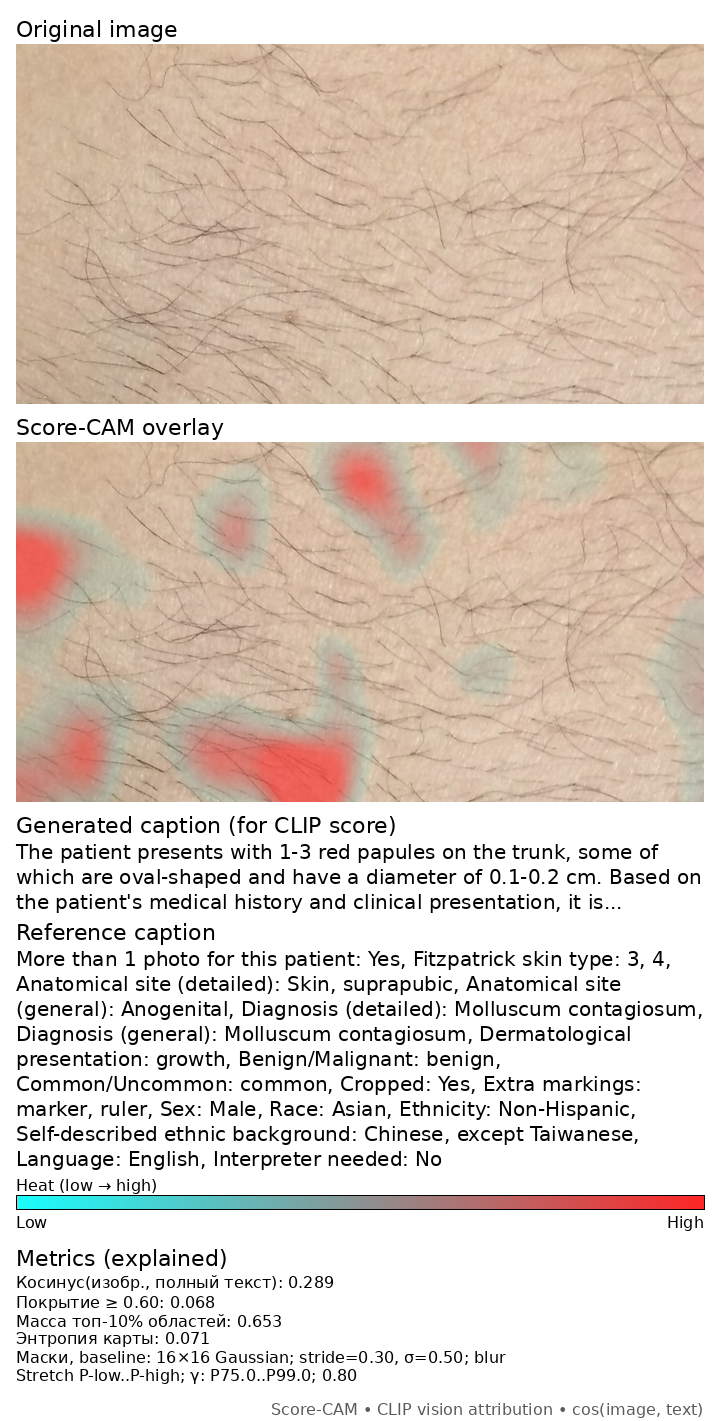 Original image
Score-CAM overlay
Generated caption (for CLIP score)
The patient presents with 1-3 red papules on the trunk, some of
which are oval-shaped and have a diameter of 0.1-0.2 cm. Based on
the patient's medical history and clinical presentation, it is...
Reference caption
More than 1 photo for this patient: Yes, Fitzpatrick skin type: 3, 4,
Anatomical site (detailed): Skin, suprapubic, Anatomical site
(general): Anogenital, Diagnosis (detailed): Molluscum contagiosum,
Diagnosis (general): Molluscum contagiosum, Dermatological
presentation: growth, Benign/Malignant: benign,
Common/Uncommon: common, Cropped: Yes, Extra markings:
marker, ruler, Sex: Male, Race: Asian, Ethnicity: Non-Hispanic,
Self-described ethnic background: Chinese, except Taiwanese,
Language: English, Interpreter needed: No
Heat (low → high)
Low High
Metrics (explained)
Косинус(изобр., полный текст): 0.289
Покрытие ≥ 0.60: 0.068
Масса топ-10% областей: 0.653
Энтропия карты: 0.071
Маски, baseline: 16×16 Gaussian; stride=0.30, σ=0.50; blur
Stretch P-low..P-high; γ: P75.0..P99.0; 0.80
Score-CAM • CLIP vision attribution • cos(image, text)